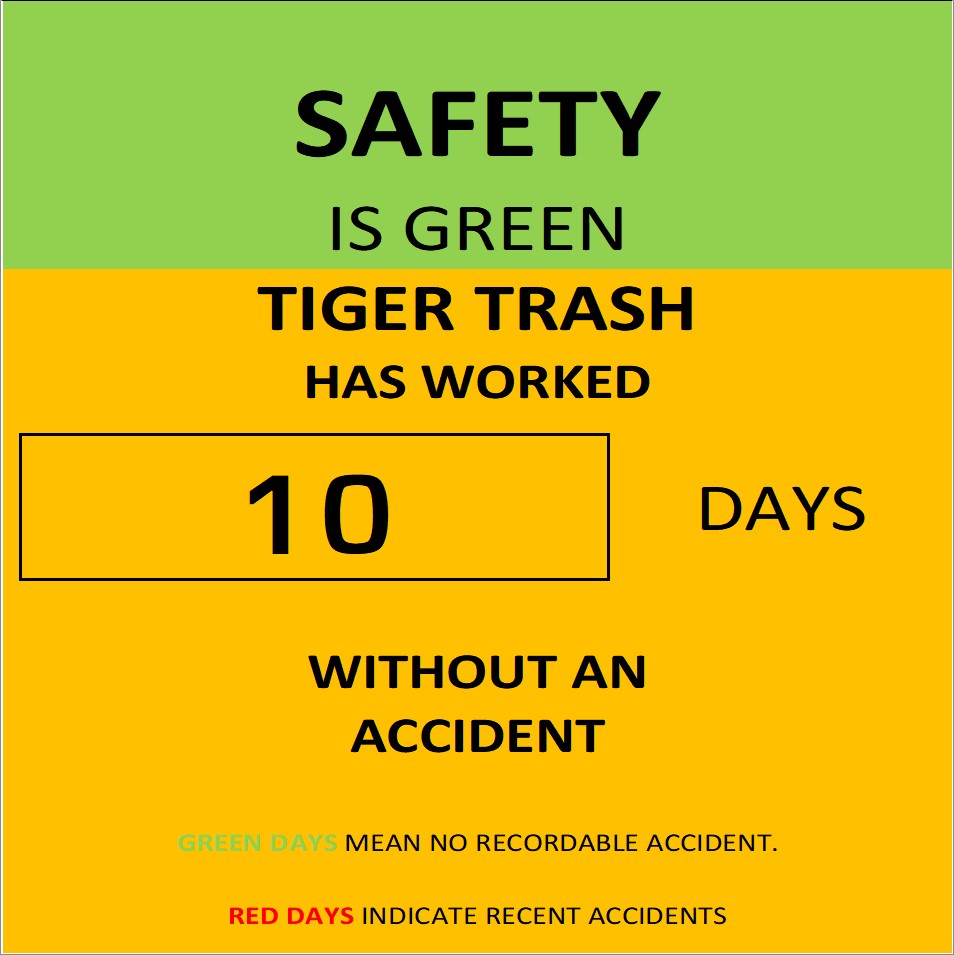 SAFETY
IS GREEN
TIGER TRASH
HAS WORKED
10 DAYS
WITHOUT AN
ACCIDENT
GREEN DAYS MEAN NO RECORDABLE ACCIDENT.
RED DAYS INDICATE RECENT ACCIDENTS